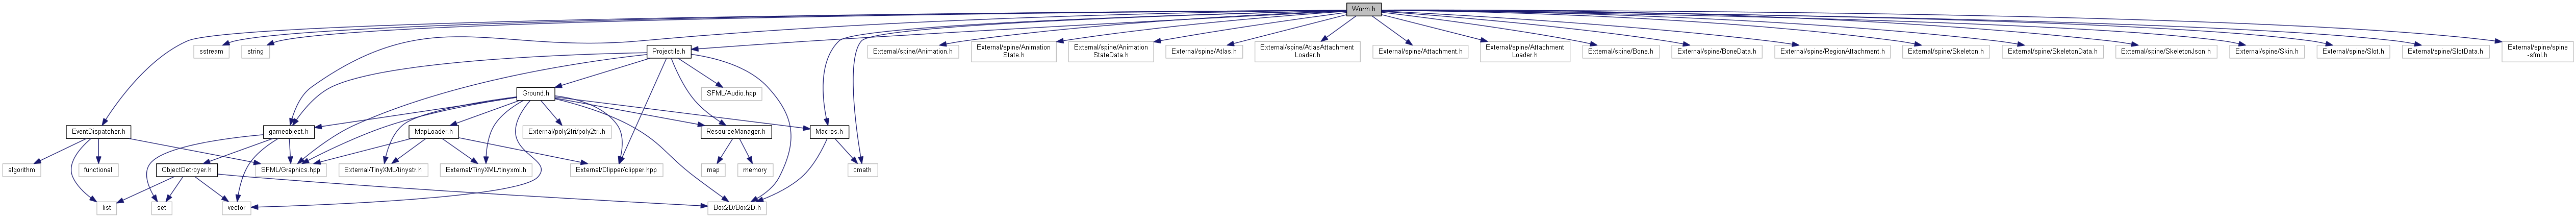 Worm.h
sstream
string
Projectile.h
External/spine/Animation.h
External/spine/Animation
State.h
External/spine/Animation
StateData.h
External/spine/Atlas.h
External/spine/AtlasAttachment
Loader.h
External/spine/Attachment.h
External/spine/Attachment
Loader.h
External/spine/Bone.h
External/spine/BoneData.h
External/spine/RegionAttachment.h
External/spine/Skeleton.h
External/spine/SkeletonData.h
External/spine/SkeletonJson.h
External/spine/Skin.h
External/spine/Slot.h
External/spine/SlotData.h
External/spine/spine
-sfml.h
Ground.h
SFML/Audio.hpp
EventDispatcher.h
gameobject.h
MapLoader.h
External/poly2tri/poly2tri.h
ResourceManager.h
Macros.h
algorithm
functional
ObjectDetroyer.h
SFML/Graphics.hpp
External/TinyXML/tinystr.h
External/TinyXML/tinyxml.h
External/Clipper/clipper.hpp
map
memory
cmath
list
set
vector
Box2D/Box2D.h